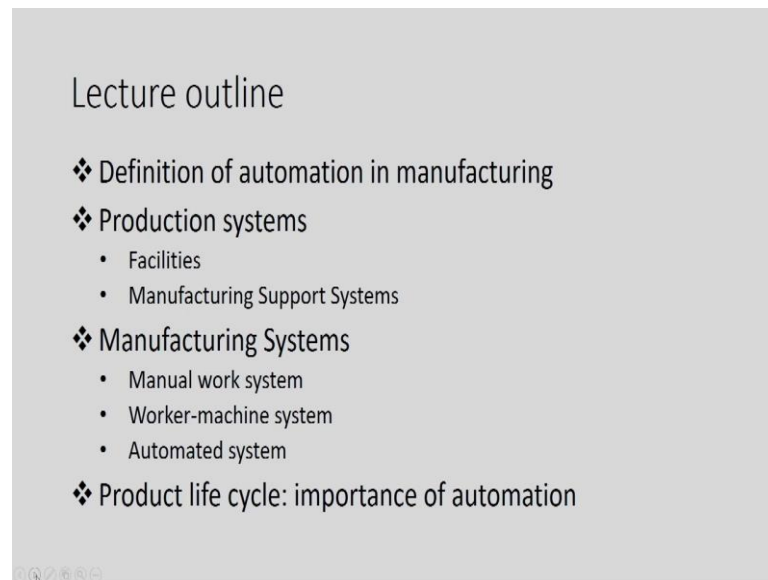 Lecture outline
❖ Definition of automation in manufacturing
❖ Production systems
• Facilities
• Manufacturing Support Systems
❖ Manufacturing Systems
• Manual work system
• Worker-machine system
• Automated system
❖ Product life cycle: importance of automation